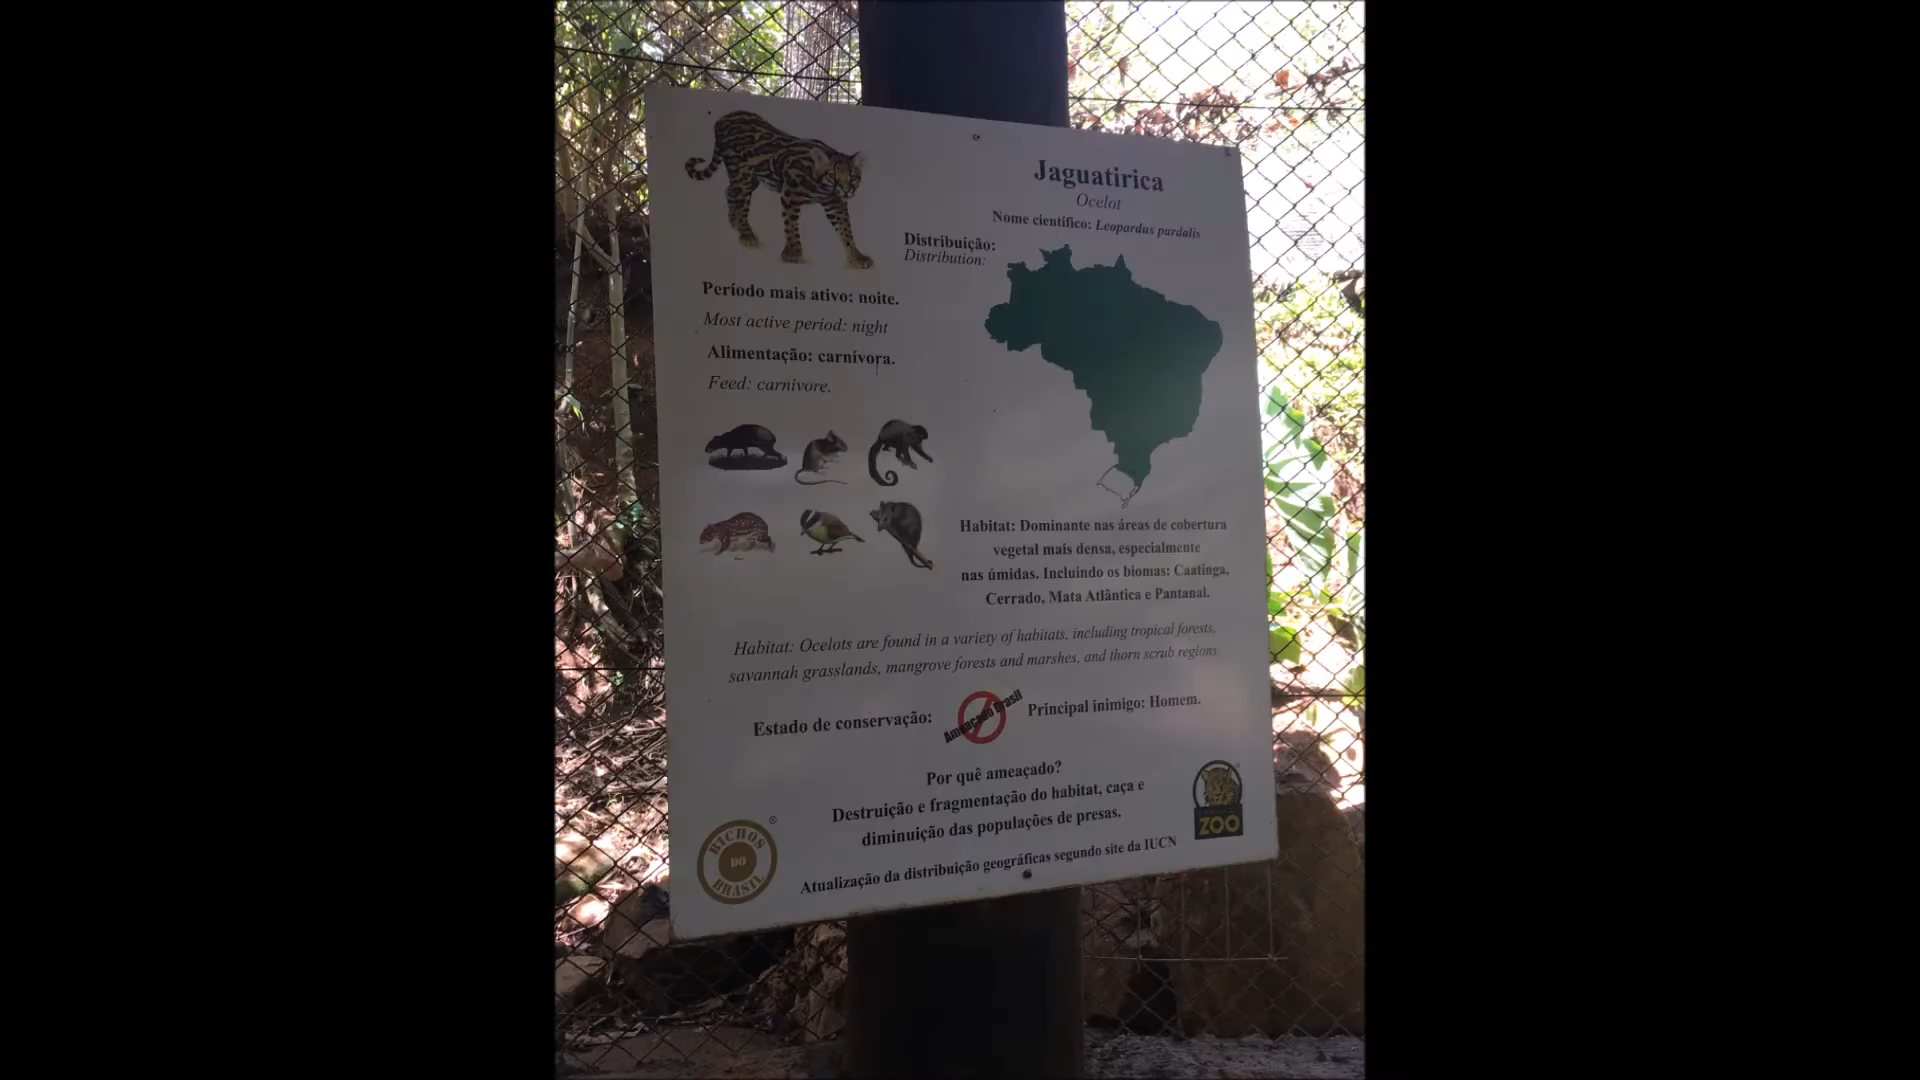 Jaguatirica
Ocelot
Nome científico: Leopardus pardalis
Distribuição:
Distribution:
Período mais ativo: noite.
Most active period: night
Alimentação: carnívora.
Feed: carnivore.
Habitat: Dominante nas áreas de cobertura
vegetal mais densa, especialmente
nas úmidas. Incluindo os biomas: Caatinga,
Cerrado, Mata Atlântica e Pantanal.
Habitat: Ocelots are found in a variety of habitats, including tropical forests,
savannah grasslands, mangrove forests and marshes, and thorn scrub regions
Estado de conservação:
Ameaçado Brasil
Principal inimigo: Homem.
Por quê ameaçado?
Destruição e fragmentação do habitat, caça e
diminuição das populações de presas.
Atualização da distribuição geográficas segundo site da IUCN
BICHOS
DO
BRASIL
®
ZOO